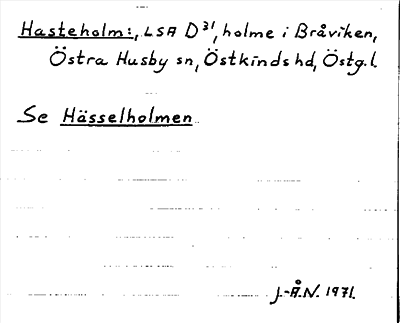 Hasteholm:, LSA D31, holme i Bråviken,
Östra Husby sn, Östkinds hd, Östg.l.
Se Hässelholmen
J.-Å.N. 1971.